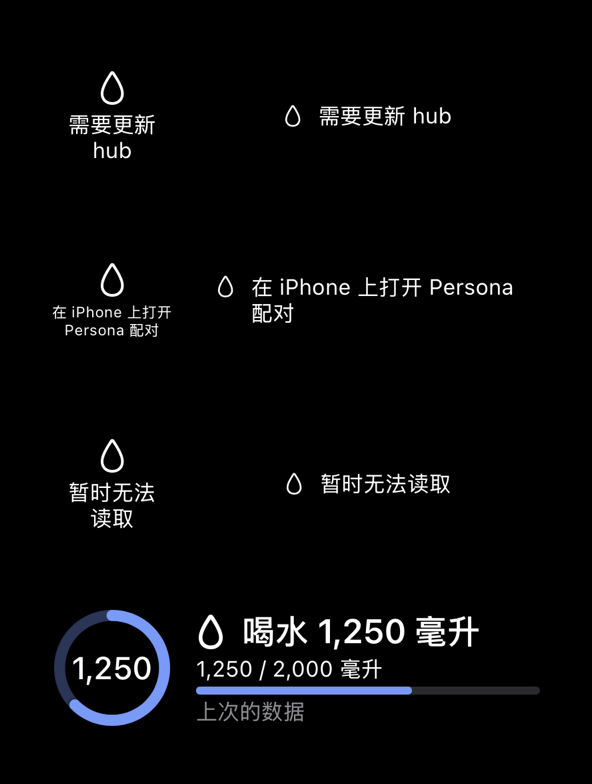 需要更新
hub
需要更新 hub
在 iPhone 上打开
Persona 配对
在 iPhone 上打开 Persona
配对
暂时无法
读取
暂时无法读取
1,250
喝水 1,250 毫升
1,250 / 2,000 毫升
上次的数据